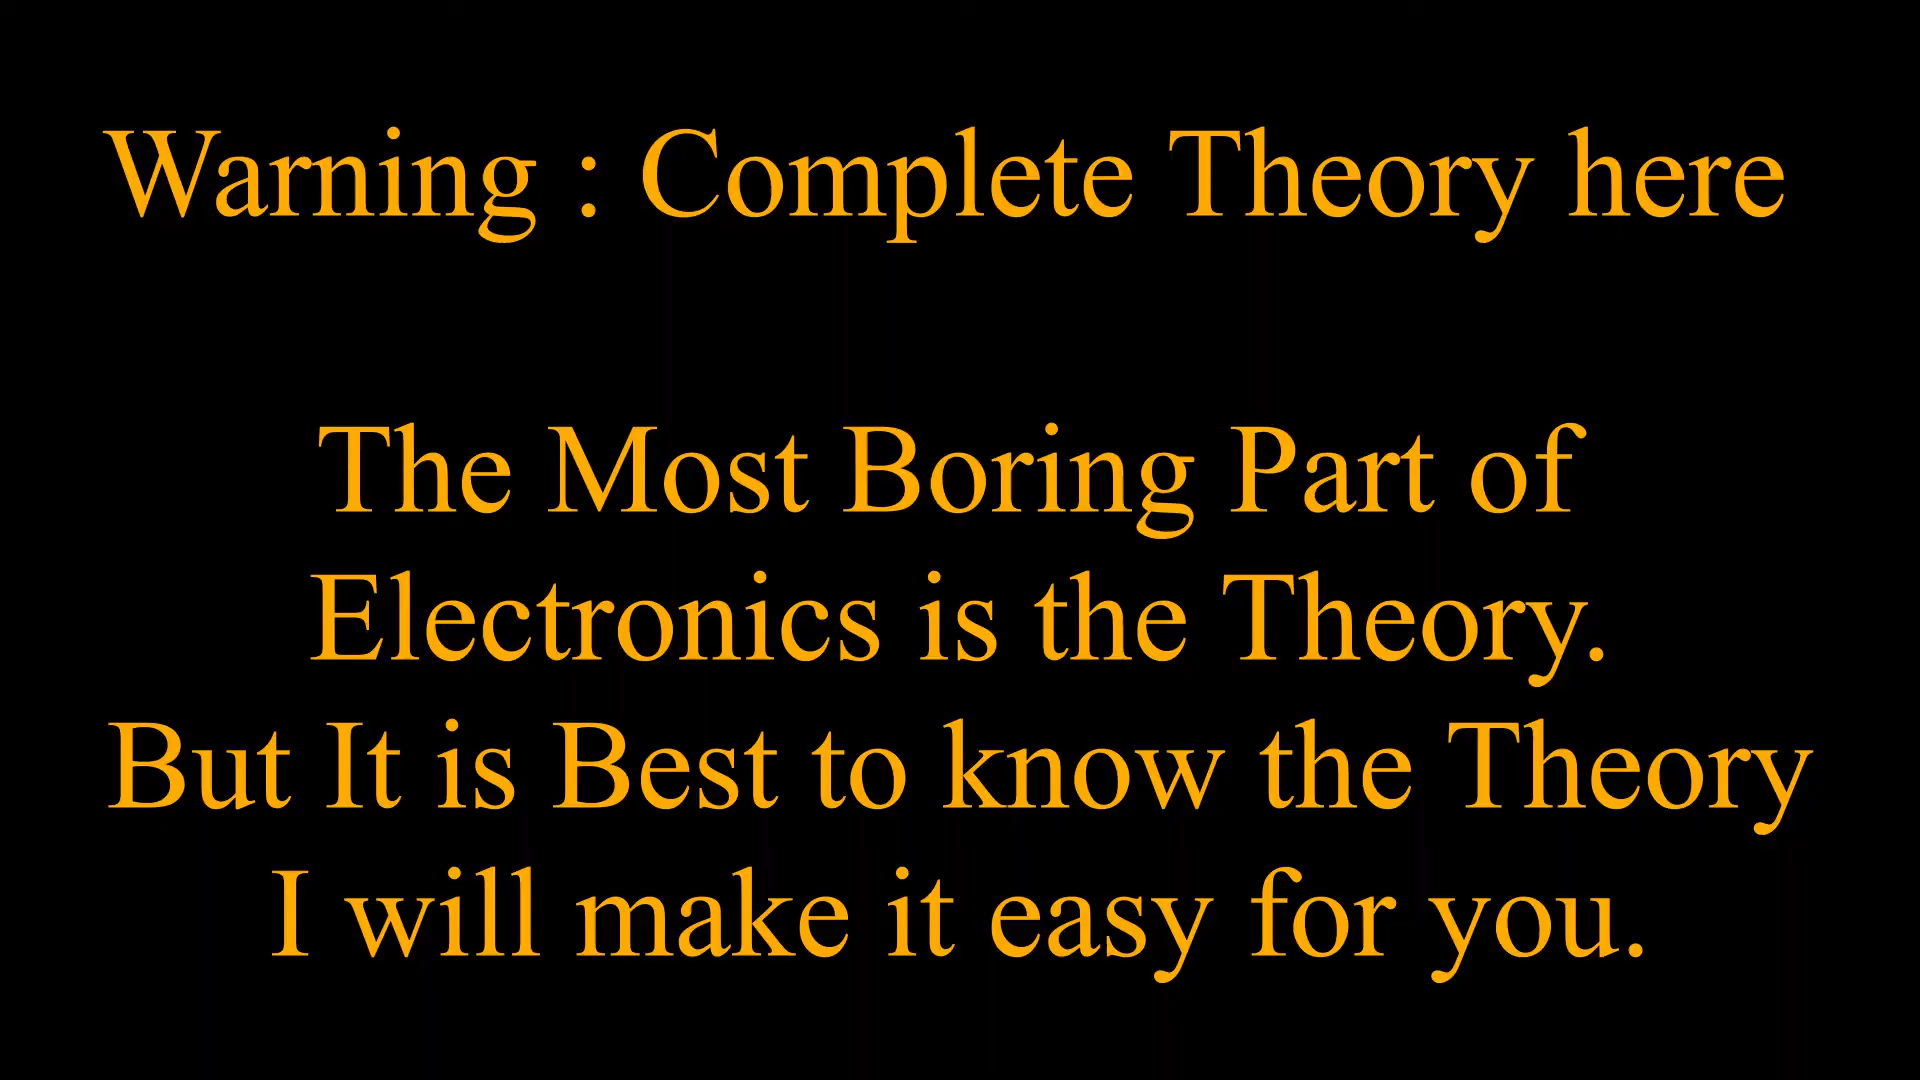 Warning : Complete Theory here
The Most Boring Part of
Electronics is the Theory.
But It is Best to know the Theory
I will make it easy for you.